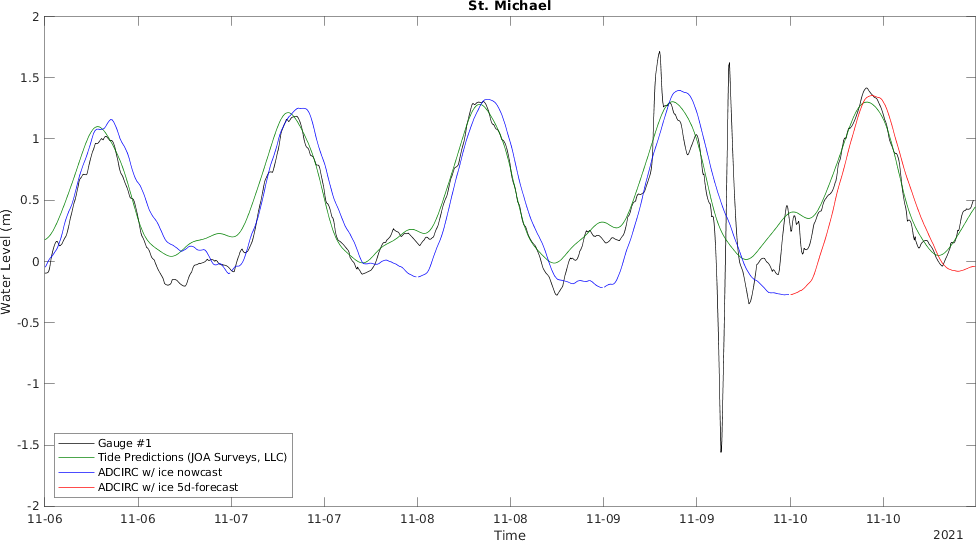 St. Michael
2
1.5
1
0.5
0
-0.5
-1
-1.5
-2
Water Level (m)
Gauge #1
Tide Predictions (JOA Surveys, LLC)
ADCIRC w/ ice nowcast
ADCIRC w/ ice 5d-forecast
11-06 11-06 11-07 11-07 11-08 11-08 11-09 11-09 11-10 11-10
Time
2021